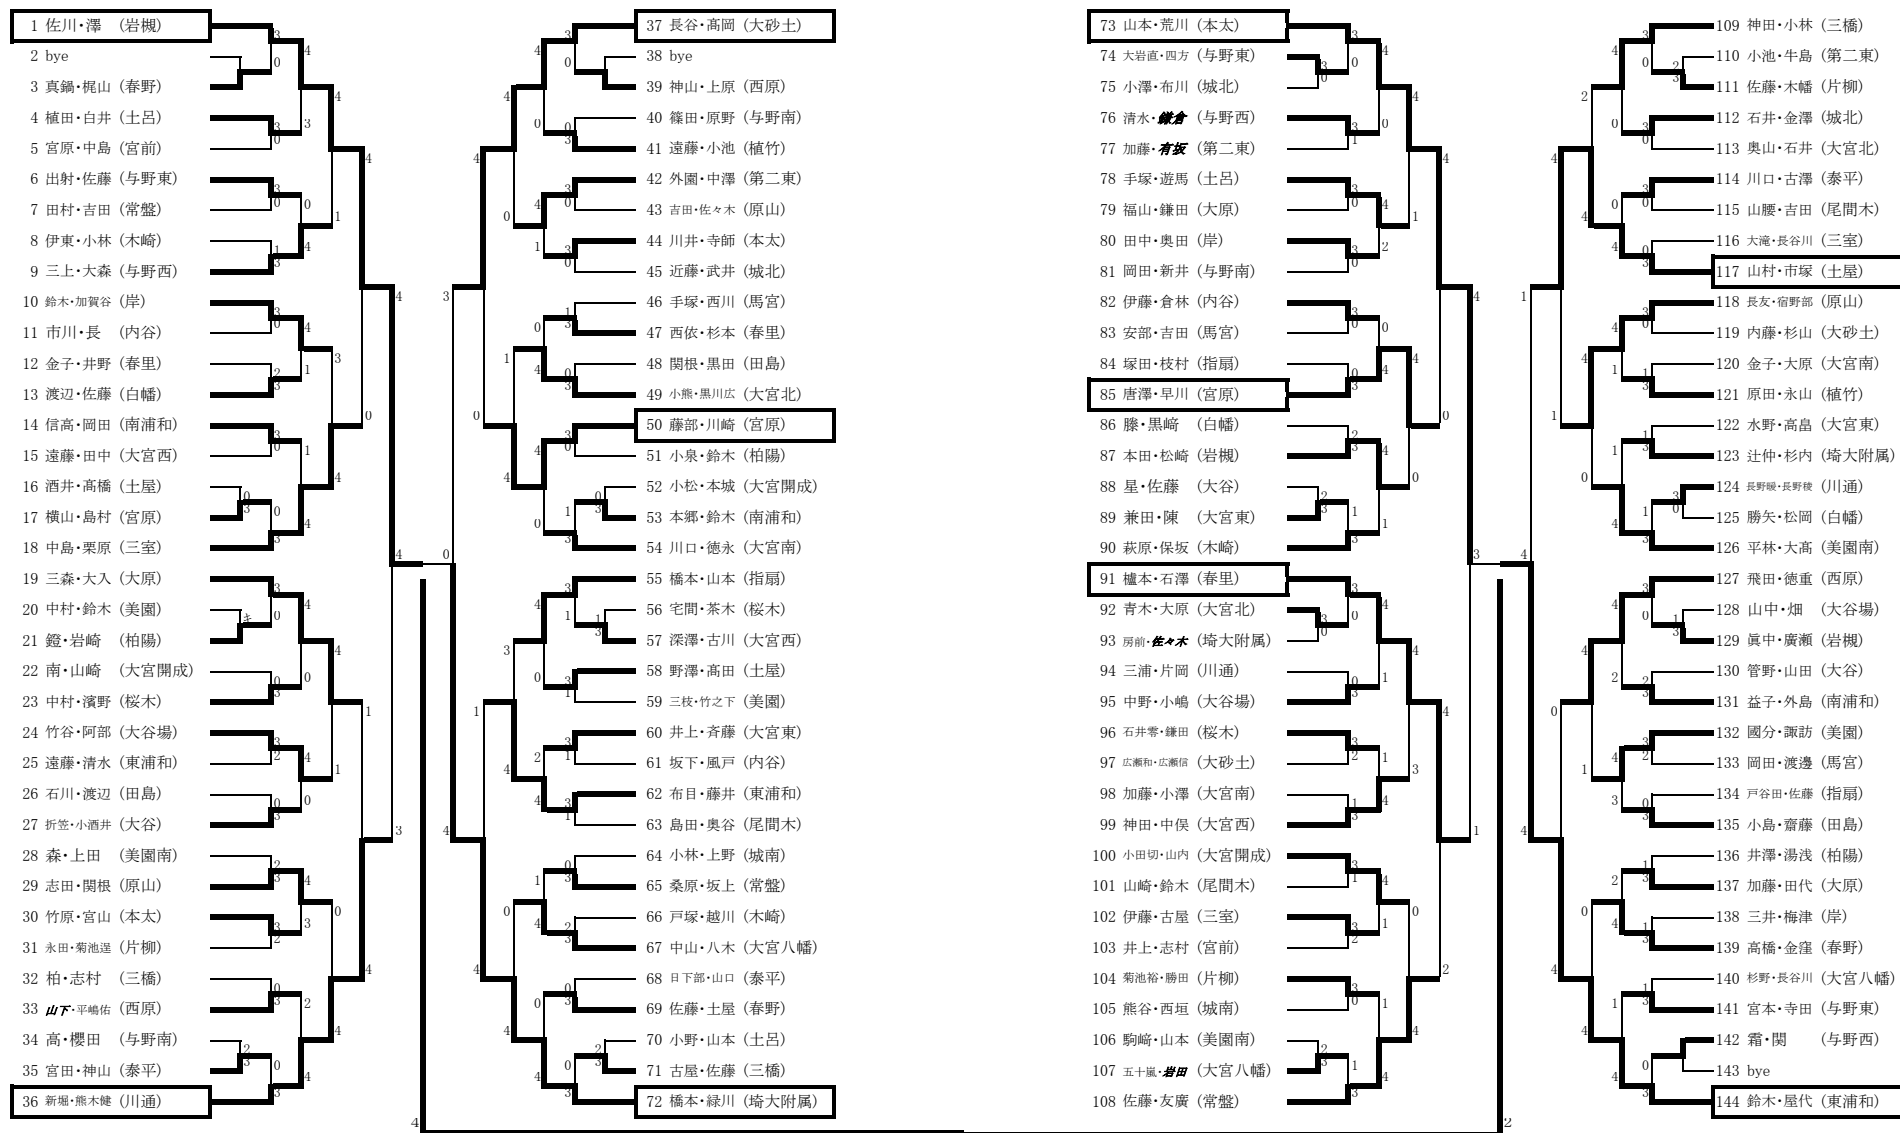 1 佐川・澤 (岩槻)
2 bye
3 真鍋・梶山 (春野)
4 植田・白井 (土呂)
5 宮原・中島 (宮前)
6 出射・佐藤 (与野東)
7 田村・吉田 (常盤)
8 伊東・小林 (木崎)
9 三上・大森 (与野西)
10 鈴木・加賀谷 (岸)
11 市川・長 (内谷)
12 金子・井野 (春里)
13 渡辺・佐藤 (白幡)
14 信高・岡田 (南浦和)
15 遠藤・田中 (大宮西)
16 酒井・髙橋 (土屋)
17 横山・島村 (宮原)
18 中島・栗原 (三室)
19 三森・大入 (大原)
20 中村・鈴木 (美園)
21 鐙・岩崎 (柏陽)
22 南・山崎 (大宮開成)
23 中村・濱野 (桜木)
24 竹谷・阿部 (大谷場)
25 遠藤・清水 (東浦和)
26 石川・渡辺 (田島)
27 折笠・小酒井 (大谷)
28 森・上田 (美園南)
29 志田・関根 (原山)
30 竹原・宮山 (本太)
31 永田・菊池逞 (片柳)
32 柏・志村 (三橋)
33 山下・平嶋佑 (西原)
34 高・櫻田 (与野南)
35 宮田・神山 (泰平)
36 新堀・熊木健 (川通)
37 長谷・髙岡 (大砂土)
38 bye
39 神山・上原 (西原)
40 篠田・原野 (与野南)
41 遠藤・小池 (植竹)
42 外園・中澤 (第二東)
43 吉田・佐々木 (原山)
44 川井・寺師 (本太)
45 近藤・武井 (城北)
46 手塚・西川 (馬宮)
47 西依・杉本 (春里)
48 関根・黒田 (田島)
49 小熊・黒川広 (大宮北)
50 藤部・川崎 (宮原)
51 小泉・鈴木 (柏陽)
52 小松・本城 (大宮開成)
53 本郷・鈴木 (南浦和)
54 川口・徳永 (大宮南)
55 橋本・山本 (指扇)
56 宅間・茶木 (桜木)
57 深澤・古川 (大宮西)
58 野澤・髙田 (土屋)
59 三枝・竹之下 (美園)
60 井上・斉藤 (大宮東)
61 坂下・風戸 (内谷)
62 布目・藤井 (東浦和)
63 島田・奥谷 (尾間木)
64 小林・上野 (城南)
65 桑原・坂上 (常盤)
66 戸塚・越川 (木崎)
67 中山・八木 (大宮八幡)
68 日下部・山口 (泰平)
69 佐藤・土屋 (春野)
70 小野・山本 (土呂)
71 古屋・佐藤 (三橋)
72 橋本・緑川 (埼大附属)
73 山本・荒川 (本太)
74 大岩直・四方 (与野東)
75 小澤・布川 (城北)
76 清水・鎌倉 (与野西)
77 加藤・有坂 (第二東)
78 手塚・遊馬 (土呂)
79 福山・鎌田 (大原)
80 田中・奥田 (岸)
81 岡田・新井 (与野南)
82 伊藤・倉林 (内谷)
83 安部・吉田 (馬宮)
84 塚田・枝村 (指扇)
85 唐澤・早川 (宮原)
86 滕・黒﨑 (白幡)
87 本田・松崎 (岩槻)
88 星・佐藤 (大谷)
89 兼田・陳 (大宮東)
90 萩原・保坂 (木崎)
91 櫨本・石澤 (春里)
92 青木・大原 (大宮北)
93 房前・佐々木 (埼大附属)
94 三浦・片岡 (川通)
95 中野・小嶋 (大谷場)
96 石井雫・鎌田 (桜木)
97 広瀬和・広瀬信 (大砂土)
98 加藤・小澤 (大宮南)
99 神田・中俣 (大宮西)
100 小田切・山内 (大宮開成)
101 山崎・鈴木 (尾間木)
102 伊藤・古屋 (三室)
103 井上・志村 (宮前)
104 菊池裕・勝田 (片柳)
105 熊谷・西垣 (城南)
106 駒﨑・山本 (美園南)
107 五十嵐・岩田 (大宮八幡)
108 佐藤・友廣 (常盤)
109 神田・小林 (三橋)
110 小池・牛島 (第二東)
111 佐藤・木幡 (片柳)
112 石井・金澤 (城北)
113 奥山・石井 (大宮北)
114 川口・古澤 (泰平)
115 山腰・吉田 (尾間木)
116 大滝・長谷川 (三室)
117 山村・市塚 (土屋)
118 長友・宿野部 (原山)
119 内藤・杉山 (大砂土)
120 金子・大原 (大宮南)
121 原田・永山 (植竹)
122 水野・高畠 (大宮東)
123 辻仲・杉内 (埼大附属)
124 長野暖・長野稜 (川通)
125 勝矢・松岡 (白幡)
126 平林・大髙 (美園南)
127 飛田・徳重 (西原)
128 山中・畑 (大谷場)
129 眞中・廣瀬 (岩槻)
130 管野・山田 (大谷)
131 益子・外島 (南浦和)
132 國分・諏訪 (美園)
133 岡田・渡邊 (馬宮)
134 戸谷田・佐藤 (指扇)
135 小島・齋藤 (田島)
136 井澤・湯浅 (柏陽)
137 加藤・田代 (大原)
138 三井・梅津 (岸)
139 高橋・金窪 (春野)
140 杉野・長谷川 (大宮八幡)
141 宮本・寺田 (与野東)
142 霜・関 (与野西)
143 bye
144 鈴木・屋代 (東浦和)
4
2